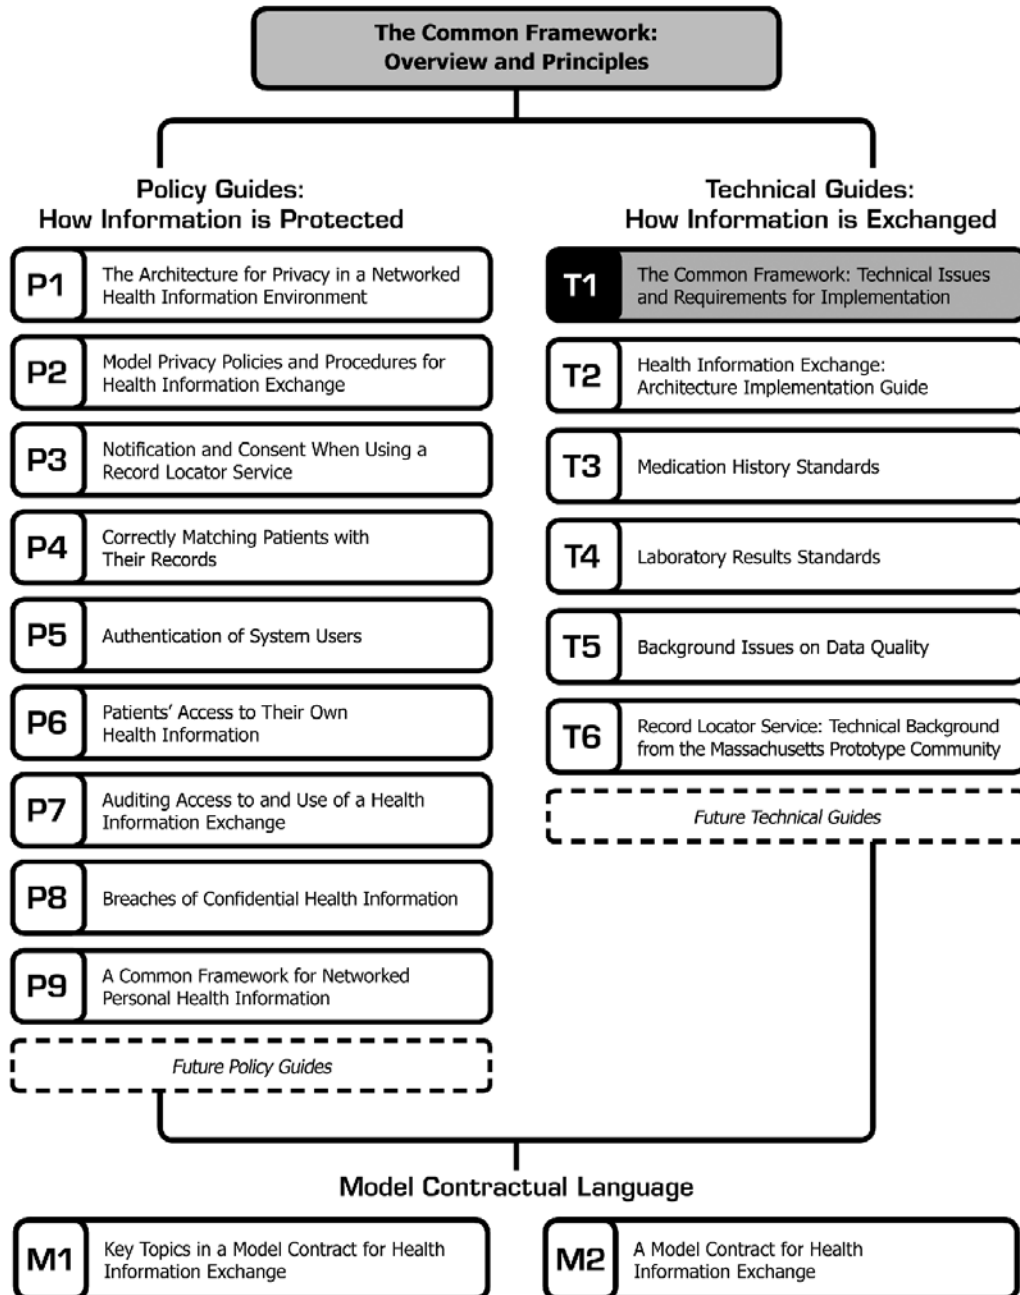 The Common Framework:
Overview and Principles
Policy Guides:
How Information is Protected
P1
The Architecture for Privacy in a Networked
Health Information Environment
P2
Model Privacy Policies and Procedures for
Health Information Exchange
P3
Notification and Consent When Using a
Record Locator Service
P4
Correctly Matching Patients with
Their Records
P5
Authentication of System Users
P6
Patients’ Access to Their Own
Health Information
P7
Auditing Access to and Use of a Health
Information Exchange
P8
Breaches of Confidential Health Information
P9
A Common Framework for Networked
Personal Health Information
Future Policy Guides
Technical Guides:
How Information is Exchanged
T1
The Common Framework: Technical Issues
and Requirements for Implementation
T2
Health Information Exchange:
Architecture Implementation Guide
T3
Medication History Standards
T4
Laboratory Results Standards
T5
Background Issues on Data Quality
T6
Record Locator Service: Technical Background
from the Massachusetts Prototype Community
Future Technical Guides
Model Contractual Language
M1
Key Topics in a Model Contract for Health
Information Exchange
M2
A Model Contract for Health
Information Exchange